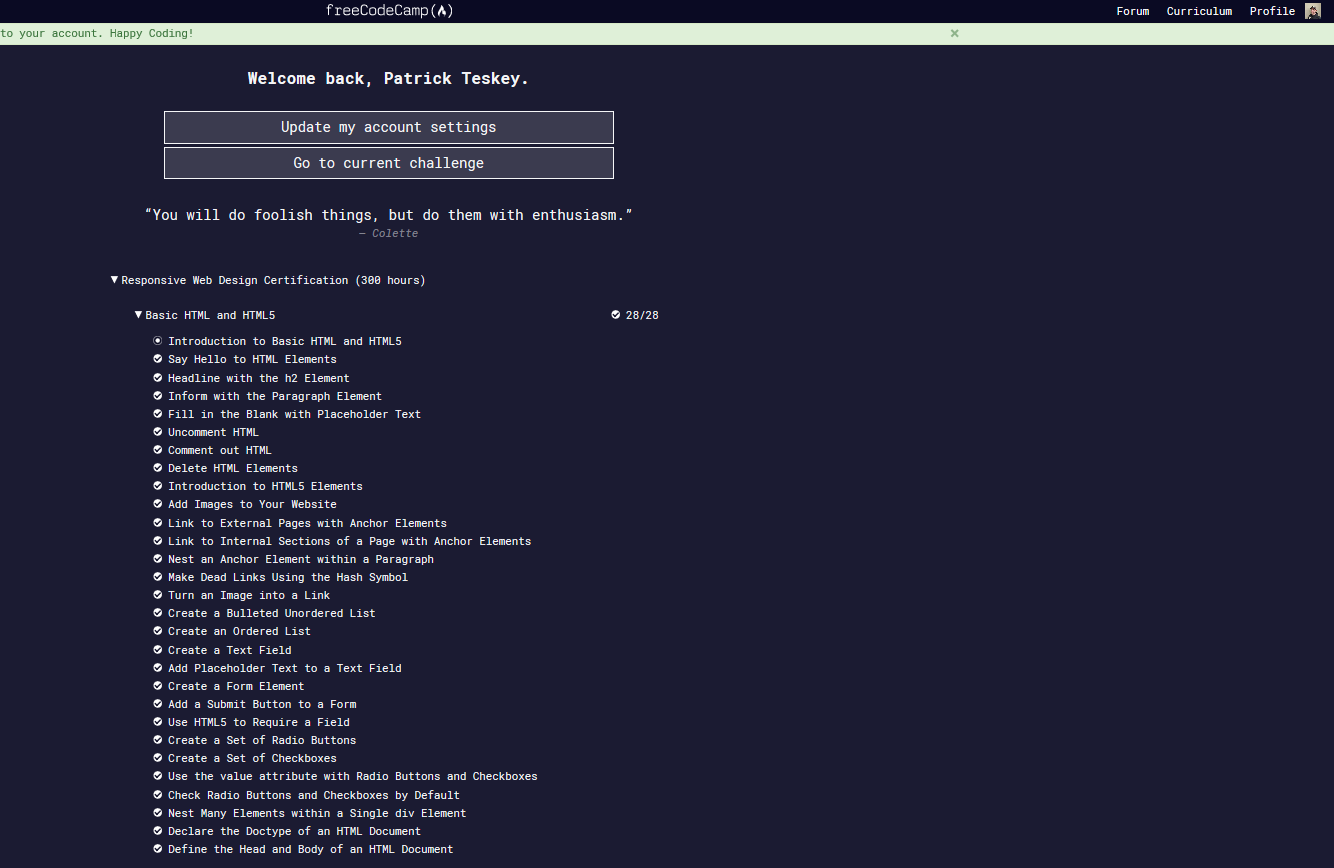 freeCodeCamp(🔥)
Forum Curriculum Profile
to your account. Happy Coding! ×
Welcome back, Patrick Teskey.
Update my account settings
Go to current challenge
“You will do foolish things, but do them with enthusiasm.”
— Colette
Responsive Web Design Certification (300 hours)
Basic HTML and HTML5 28/28
Introduction to Basic HTML and HTML5
Say Hello to HTML Elements
Headline with the h2 Element
Inform with the Paragraph Element
Fill in the Blank with Placeholder Text
Uncomment HTML
Comment out HTML
Delete HTML Elements
Introduction to HTML5 Elements
Add Images to Your Website
Link to External Pages with Anchor Elements
Link to Internal Sections of a Page with Anchor Elements
Nest an Anchor Element within a Paragraph
Make Dead Links Using the Hash Symbol
Turn an Image into a Link
Create a Bulleted Unordered List
Create an Ordered List
Create a Text Field
Add Placeholder Text to a Text Field
Create a Form Element
Add a Submit Button to a Form
Use HTML5 to Require a Field
Create a Set of Radio Buttons
Create a Set of Checkboxes
Use the value attribute with Radio Buttons and Checkboxes
Check Radio Buttons and Checkboxes by Default
Nest Many Elements within a Single div Element
Declare the Doctype of an HTML Document
Define the Head and Body of an HTML Document